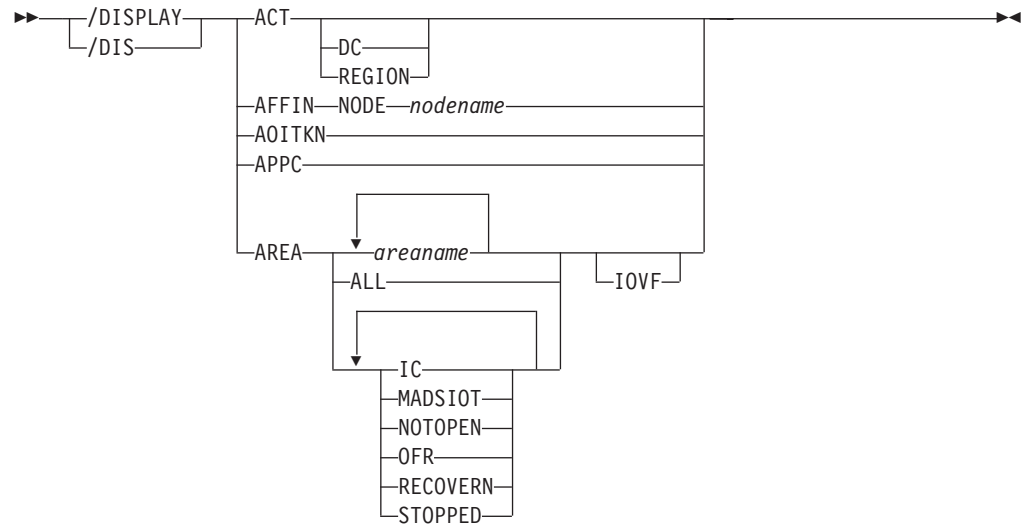 /DISPLAY ACT
/DIS DC
REGION
AFFIN NODE nodename
AOITKN
APPC
AREA areaname
ALL IOVF
IC
MADSIOT
NOTOPEN
OFR
RECOVERN
STOPPED